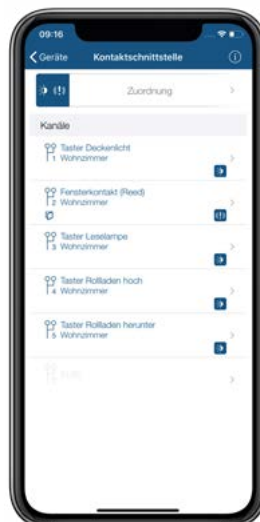 09:16
Geräte Kontaktschnittstelle
Zuordnung
Kanäle
Taster Deckenlicht
1 Wohnzimmer
Fensterkontakt (Reed)
2 Wohnzimmer
Taster Leselampe
3 Wohnzimmer
Taster Rollladen hoch
4 Wohnzimmer
Taster Rollladen herunter
5 Wohnzimmer